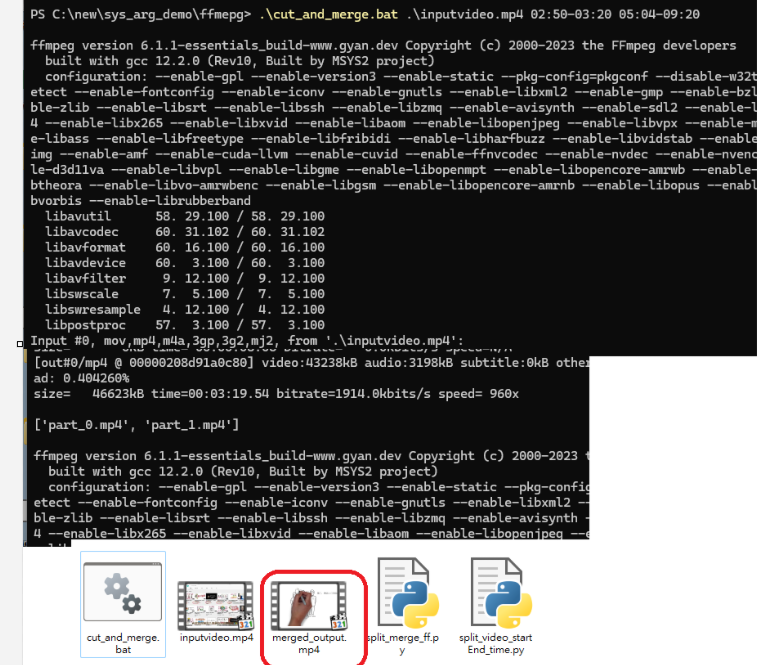 PS C:\new\sys_arg_demo\ffmepg> .\cut_and_merge.bat .\inputvideo.mp4 02:50-03:20 05:04-09:20
ffmpeg version 6.1.1-essentials_build-www.gyan.dev Copyright (c) 2000-2023 the FFmpeg developers
built with gcc 12.2.0 (Rev10, Built by MSYS2 project)
configuration: --enable-gpl --enable-version3 --enable-static --pkg-config=pkgconf --disable-w32t
etect --enable-fontconfig --enable-iconv --enable-gnutls --enable-libxml2 --enable-gmp --enable-bzl
ble-zlib --enable-libsrt --enable-libssh --enable-libzmq --enable-avisynth --enable-sdl2 --enable-l
4 --enable-libx265 --enable-libxvid --enable-libaom --enable-libopenjpeg --enable-libvpx --enable-m
e-libass --enable-libfreetype --enable-libfribidi --enable-libharfbuzz --enable-libvidstab --enable
img --enable-amf --enable-cuda-llvm --enable-cuvid --enable-ffnvcodec --enable-nvdec --enable-nvenc
le-d3d11va --enable-libvpl --enable-libgme --enable-libopenmpt --enable-libopencore-amrwb --enable-
btheora --enable-libvo-amrwbenc --enable-libgsm --enable-libopencore-amrnb --enable-libopus --enabl
bvorbis --enable-librubberband
libavutil 58. 29.100 / 58. 29.100
libavcodec 60. 31.102 / 60. 31.102
libavformat 60. 16.100 / 60. 16.100
libavdevice 60. 3.100 / 60. 3.100
libavfilter 9. 12.100 / 9. 12.100
libswscale 7. 5.100 / 7. 5.100
libswresample 4. 12.100 / 4. 12.100
libpostproc 57. 3.100 / 57. 3.100
Input #0, mov,mp4,m4a,3gp,3g2,mj2, from '.\inputvideo.mp4':
[out#0/mp4 @ 00000208d91a0c80] video:43238kB audio:3198kB subtitle:0kB other
ad: 0.404260%
size= 46623kB time=00:03:19.54 bitrate=1914.0kbits/s speed= 960x
['part_0.mp4', 'part_1.mp4']
ffmpeg version 6.1.1-essentials_build-www.gyan.dev Copyright (c) 2000-2023 t
built with gcc 12.2.0 (Rev10, Built by MSYS2 project)
configuration: --enable-gpl --enable-version3 --enable-static --pkg-config
etect --enable-fontconfig --enable-iconv --enable-gnutls --enable-libxml2 --
ble-zlib --enable-libsrt --enable-libssh --enable-libzmq --enable-avisynth -
4 --enable-libx265 --enable-libxvid --enable-libaom --enable-libopenjpeg --e
cut_and_merge.
bat
inputvideo.mp4
merged_output.
mp4
split_merge_ff.p
y
split_video_start
End_time.py